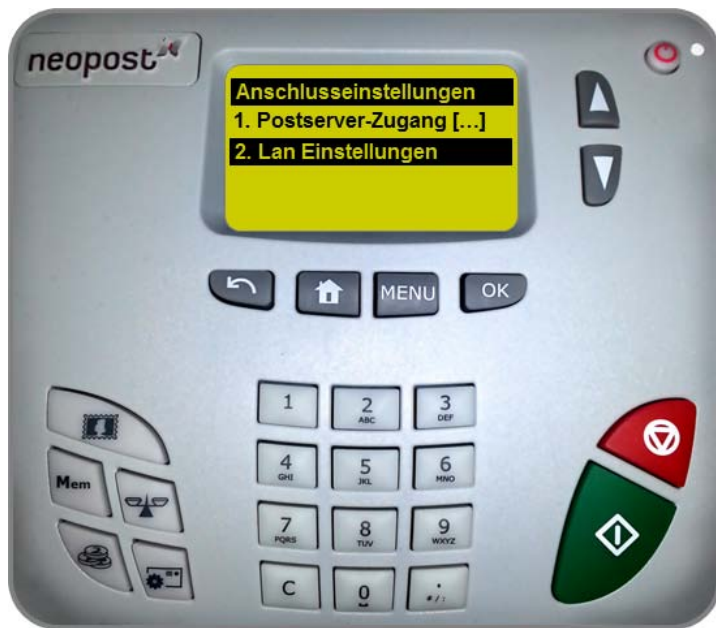 neopost
Anschlusseinstellungen
1. Postserver-Zugang [...]
2. Lan Einstellungen
MENU
OK
1
2
ABC
3
DEF
4
GHI
5
JKL
6
MNO
Mem
7
PQRS
8
TUV
9
WXYZ
C
0
.
#/: